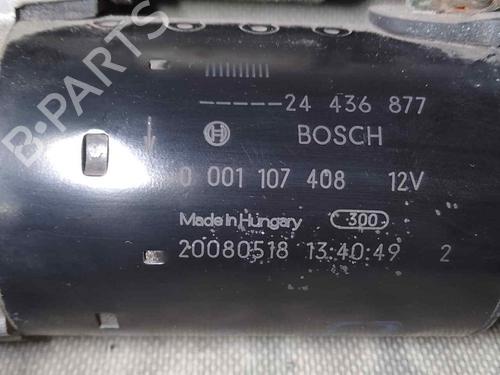 B-PARTS
-----24 436 877
BOSCH
0 001 107 408 12V
Made in Hungary 300
20080518 13:40:49 2